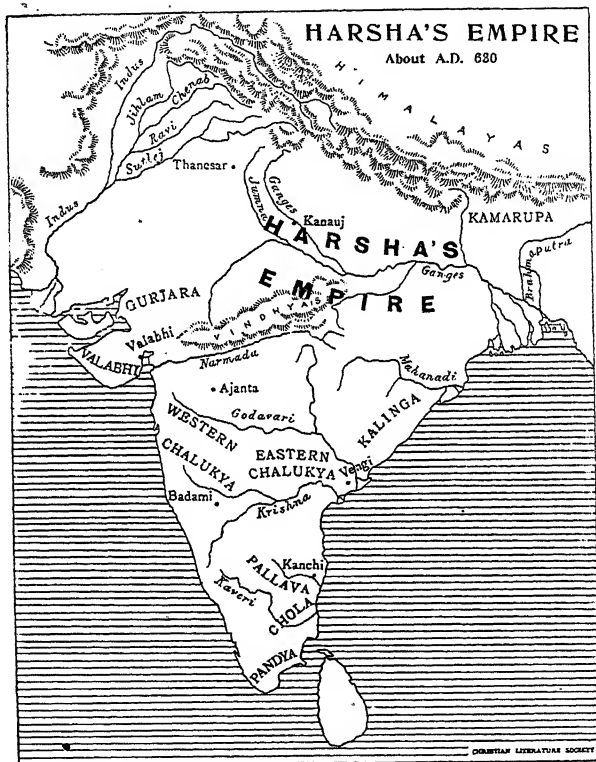 HARSHA'S EMPIRE
About A.D. 630
HIMALAYAS
Indus
Jihlam
Chenab
Ravi
Sutlej
Thanesar
Ganges
Jumna
Kanauj
KAMARUPA
Indus
HARSHA'S
Ganges
Brahmaputra
EMPIRE
GURJARA
VINDHYAS
Valabhi
VALABHI
Narmada
Mahanadi
Ajanta
Godavari
KALINGA
WESTERN
CHALUKYA
EASTERN
CHALUKYA
Vengi
Badami
Krishna
Kanchi
PALLAVA
Kaveri
CHOLA
PANDYA
CHRISTIAN LITERATURE SOCIETY